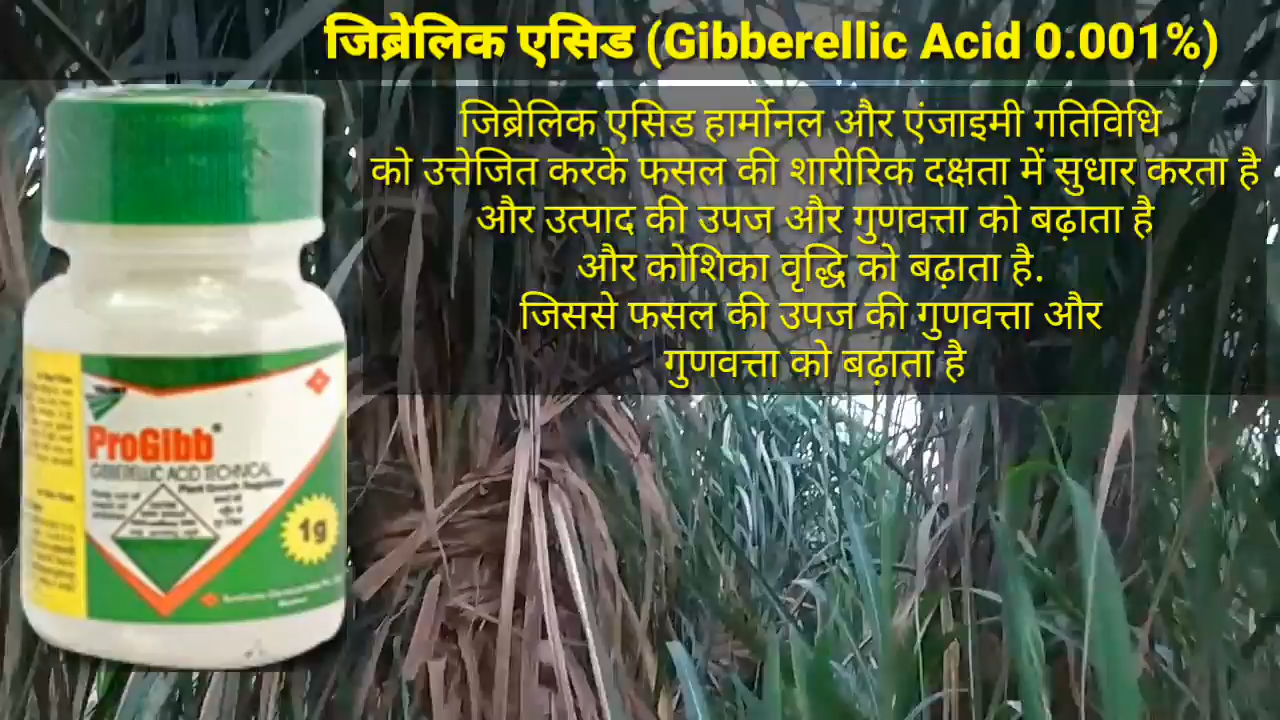 जिब्रेलिक एसिड (Gibberellic Acid 0.001%)
जिब्रेलिक एसिड हार्मोनल और एंजाइमी गतिविधि
को उत्तेजित करके फसल की शारीरिक दक्षता में सुधार करता है
और उत्पाद की उपज और गुणवत्ता को बढ़ाता है
और कोशिका वृद्धि को बढ़ाता है.
जिससे फसल की उपज की गुणवत्ता और
गुणवत्ता को बढ़ाता है
ProGibb®
GIBBERELLIC ACID TECHNICAL
Plant Growth Regulator
1g